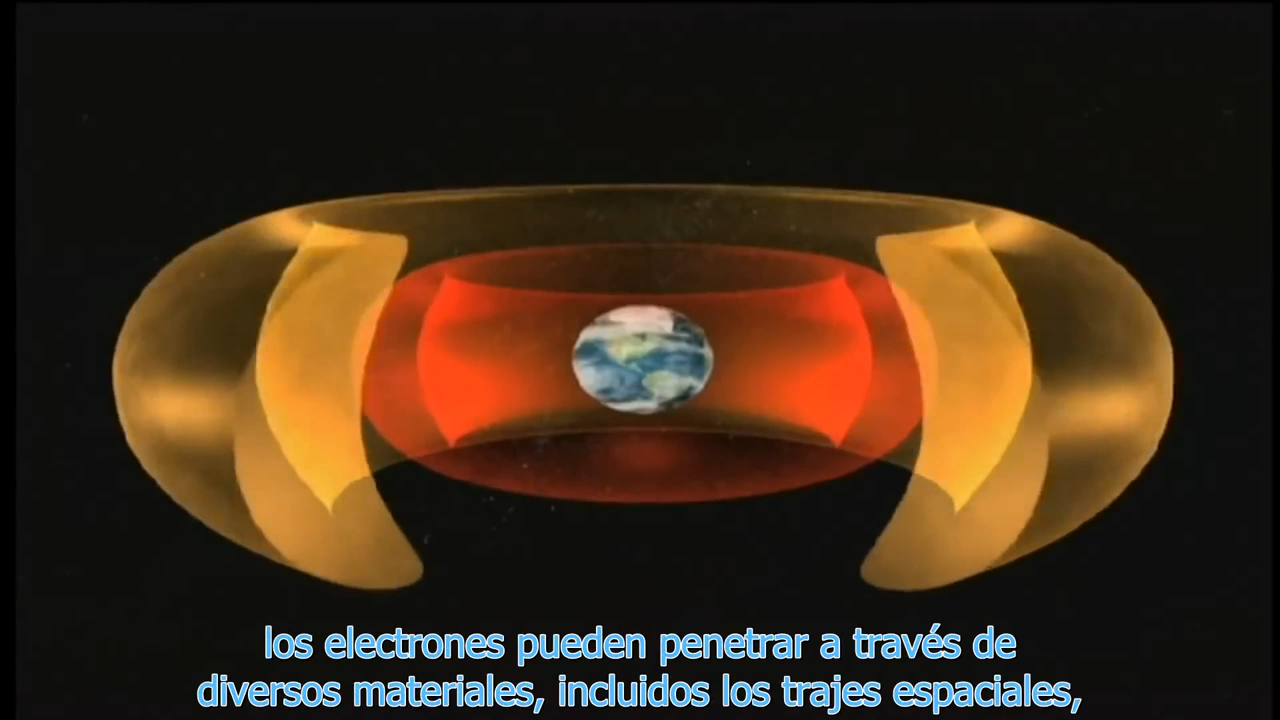 los electrones pueden penetrar a través de
diversos materiales, incluidos los trajes espaciales,